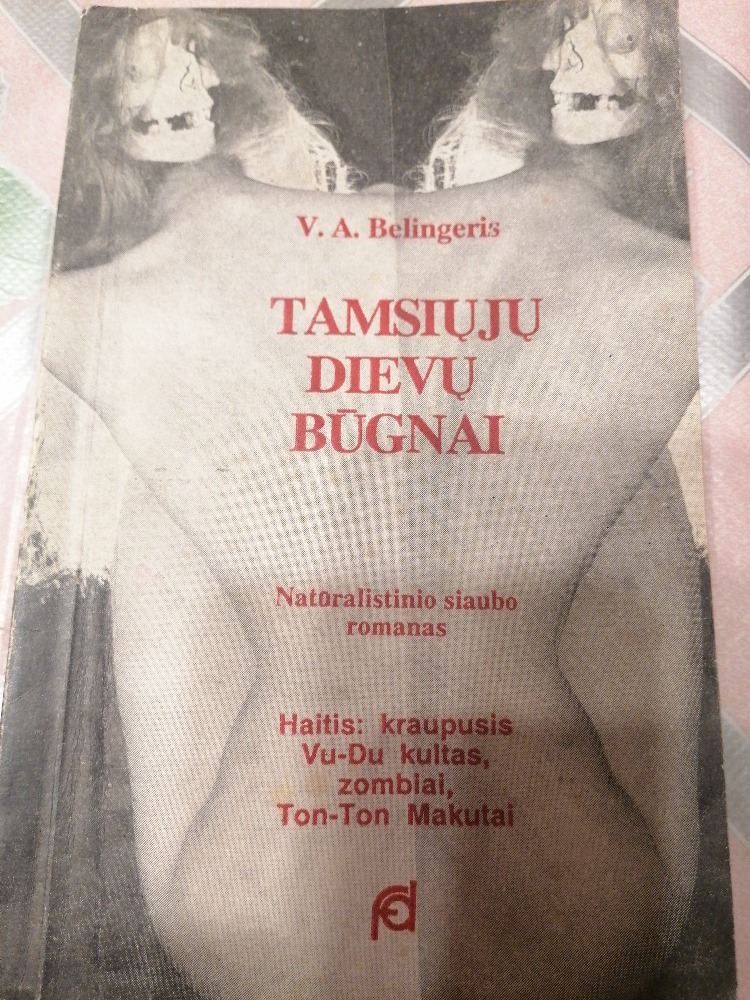 V. A. Belingeris
TAMSIŲJŲ
DIEVŲ
BŪGNAI
Natūralistinio siaubo
romanas
Haitis: kraupusis
Vu-Du kultas,
zombiai,
Ton-Ton Makutai